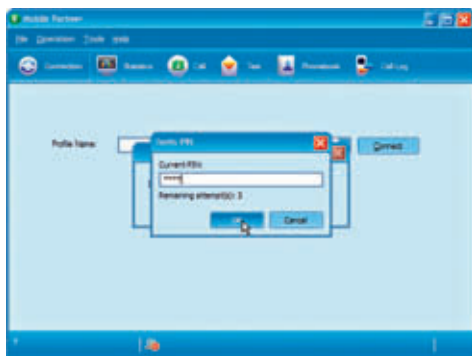 Mobile Partner
File Operation Tools Help
Connection Statistics Call Text Phonebook Call Log
Profile Name: Connect
PIN
Current PIN:
****
Remaining attempt(s): 3
OK Cancel